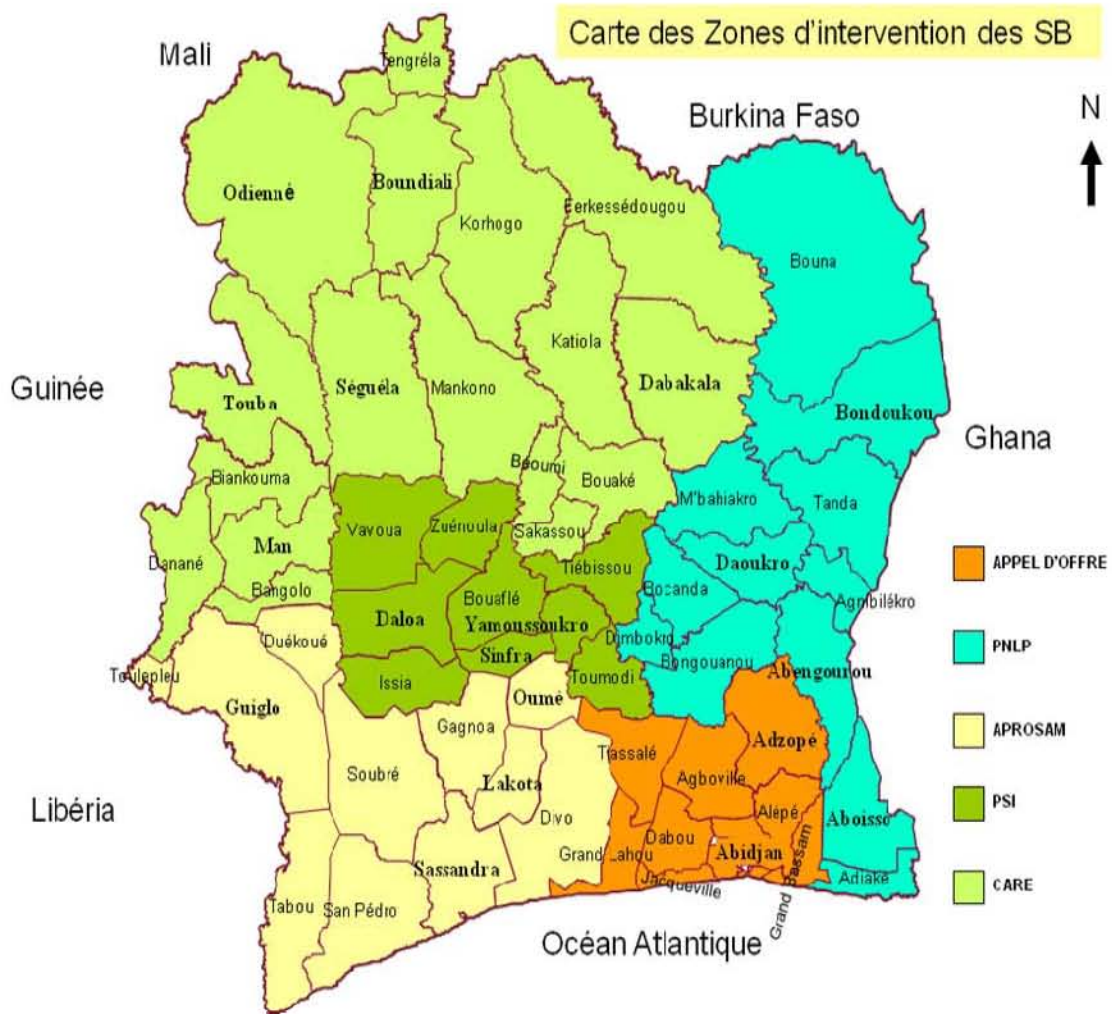 Carte des Zones d'intervention des SB
Mali
Tengréla
Burkina Faso
N
Odienné
Boundiali
Korhogo
Ferkessédougou
Bouna
Katiola
Guinée
Touba
Séguéla
Mankono
Dabakala
Bondoukou
Ghana
Biankouma
Béoumi
Bouaké
M'bahiakro
Tanda
Vavoua
Zuénoula
Sakassou
Danané
Man
Tiébissou
Daoukro
APPEL D'OFFRE
Bangolo
Bouaflé
Bocanda
Agnibilékro
Daloa
Yamoussoukro
Dimbokro
Duékoué
Sinfra
Bongouanou
PNLP
Toulepleu
Issia
Toumodi
Abengourou
Guiglo
Oumé
APROSAM
Gagnoa
Tiassalé
Adzopé
Soubré
Lakota
Agboville
PSI
Libéria
Divo
Alépé
Aboisso
Grand Lahou
Dabou
Abidjan
Sassandra
Jacqueville
Grand Bassam
Adiaké
CARE
Tabou
San Pédro
Océan Atlantique